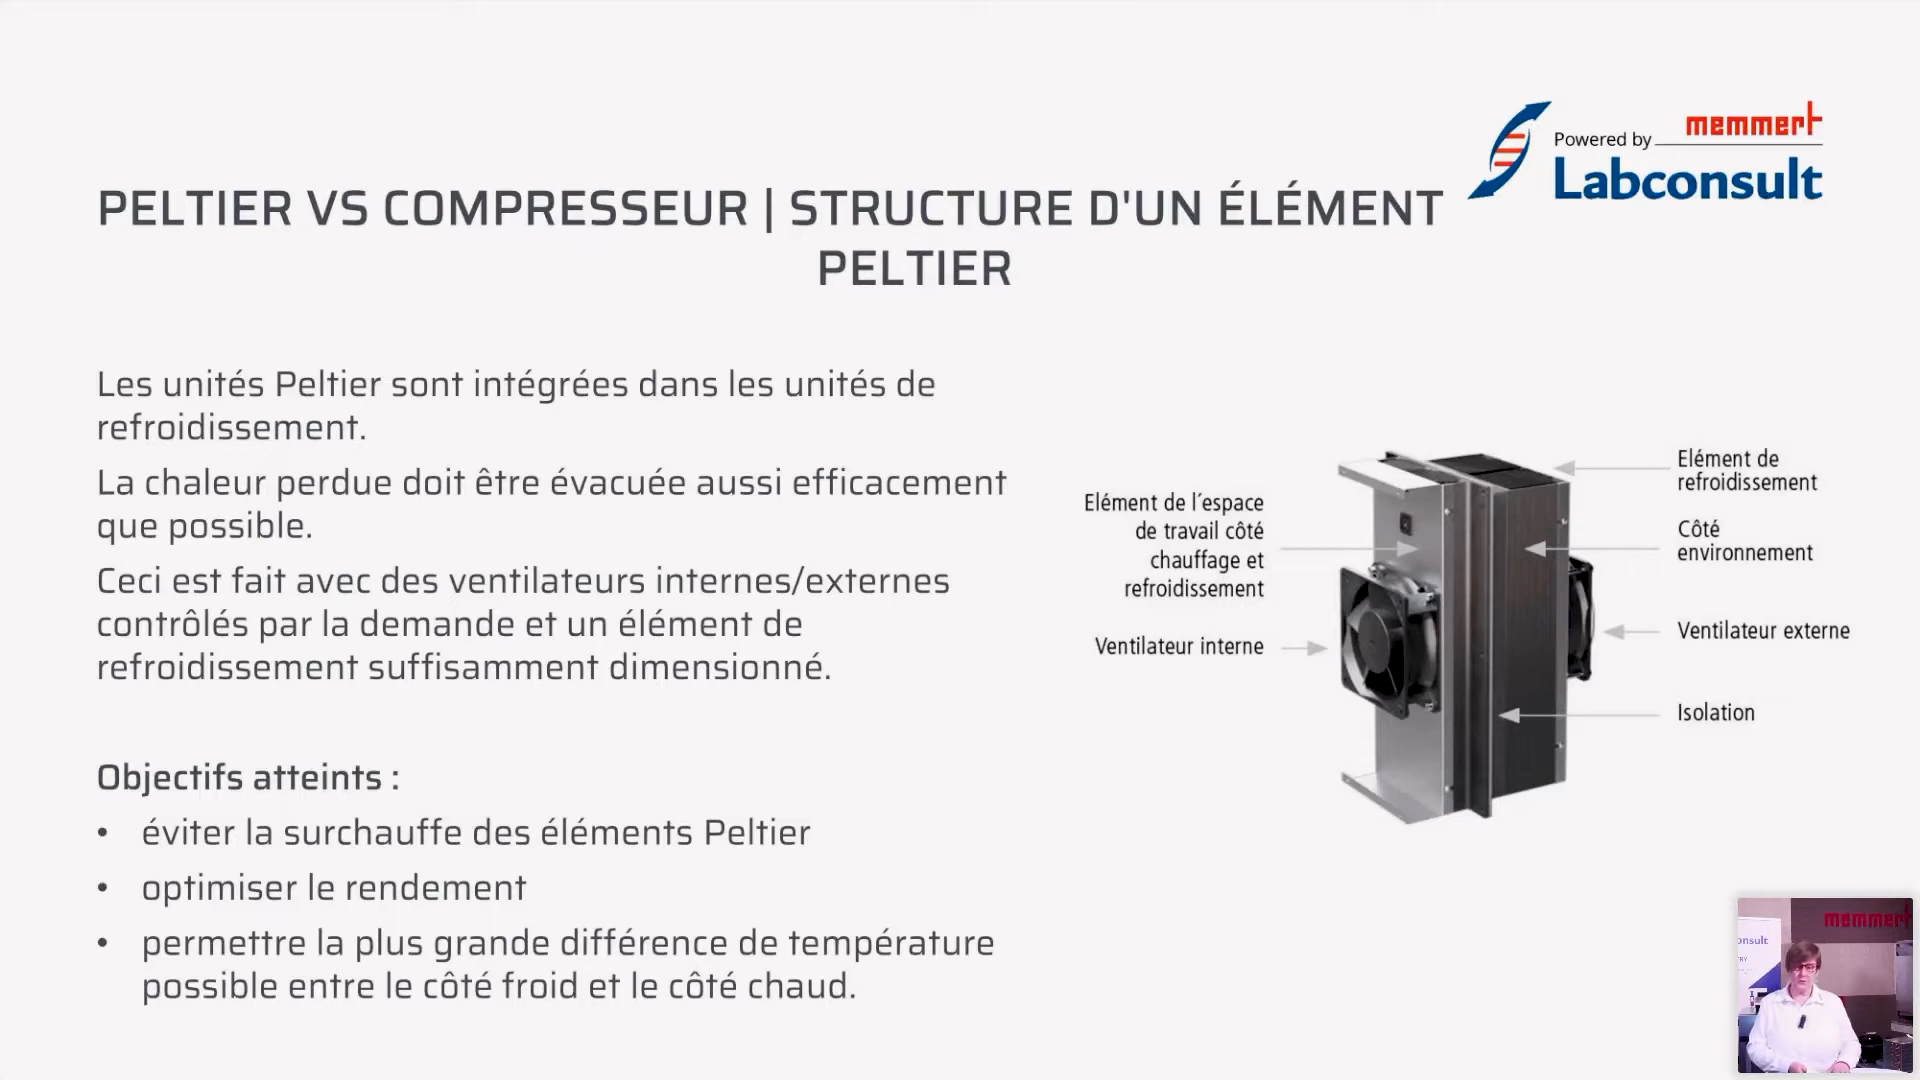 memmert
Powered by
Labconsult
PELTIER VS COMPRESSEUR | STRUCTURE D'UN ÉLÉMENT
PELTIER
Les unités Peltier sont intégrées dans les unités de
refroidissement.
La chaleur perdue doit être évacuée aussi efficacement
que possible.
Ceci est fait avec des ventilateurs internes/externes
contrôlés par la demande et un élément de
refroidissement suffisamment dimensionné.
Objectifs atteints :
• éviter la surchauffe des éléments Peltier
• optimiser le rendement
• permettre la plus grande différence de température
possible entre le côté froid et le côté chaud.
Elément de l´espace
de travail côté
chauffage et
refroidissement
Ventilateur interne
Elément de
refroidissement
Côté
environnement
Ventilateur externe
Isolation
memmert
onsult